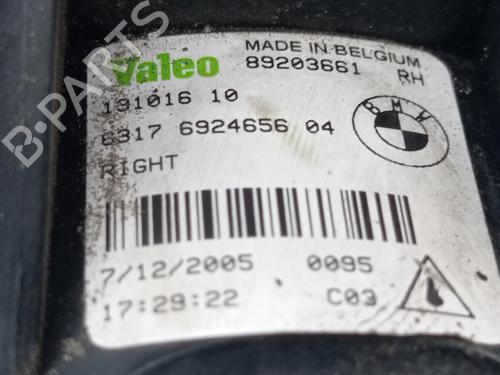 Valeo
MADE IN BELGIUM
89203661 RH
191016 10
6317 6924656 04
BMW
RIGHT
7/12/2005 0095
17:29:22 C03
B-PARTS